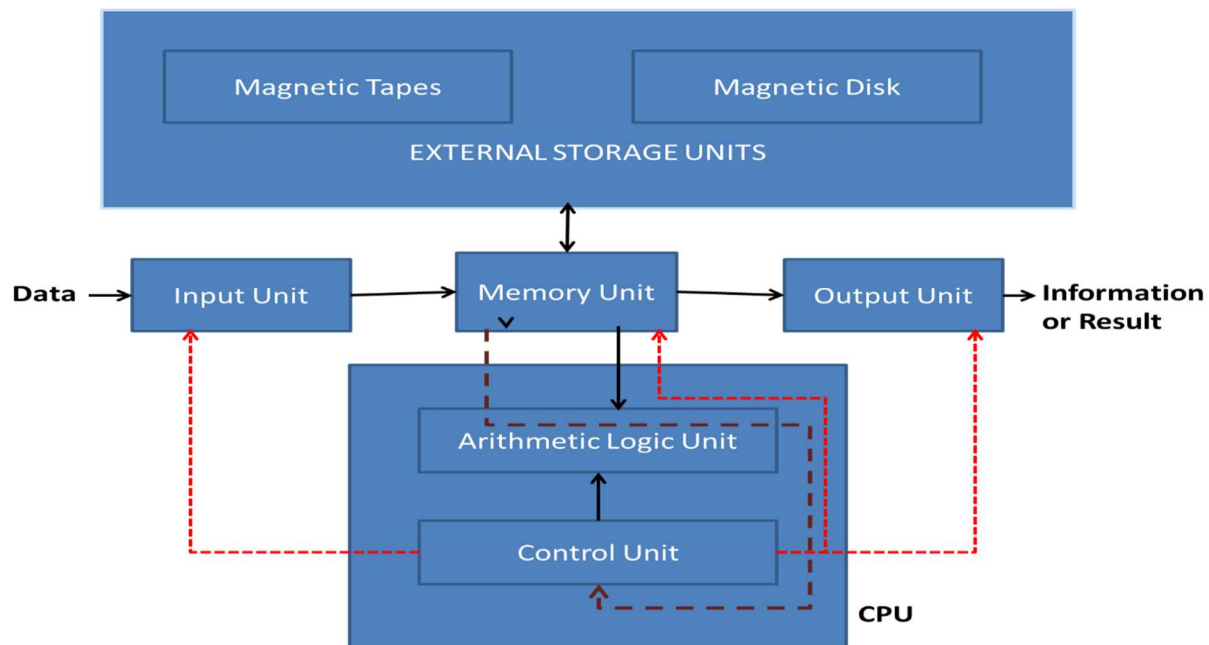 Magnetic Tapes
Magnetic Disk
EXTERNAL STORAGE UNITS
Data
Input Unit
Memory Unit
Output Unit
Information
or Result
Arithmetic Logic Unit
Control Unit
CPU